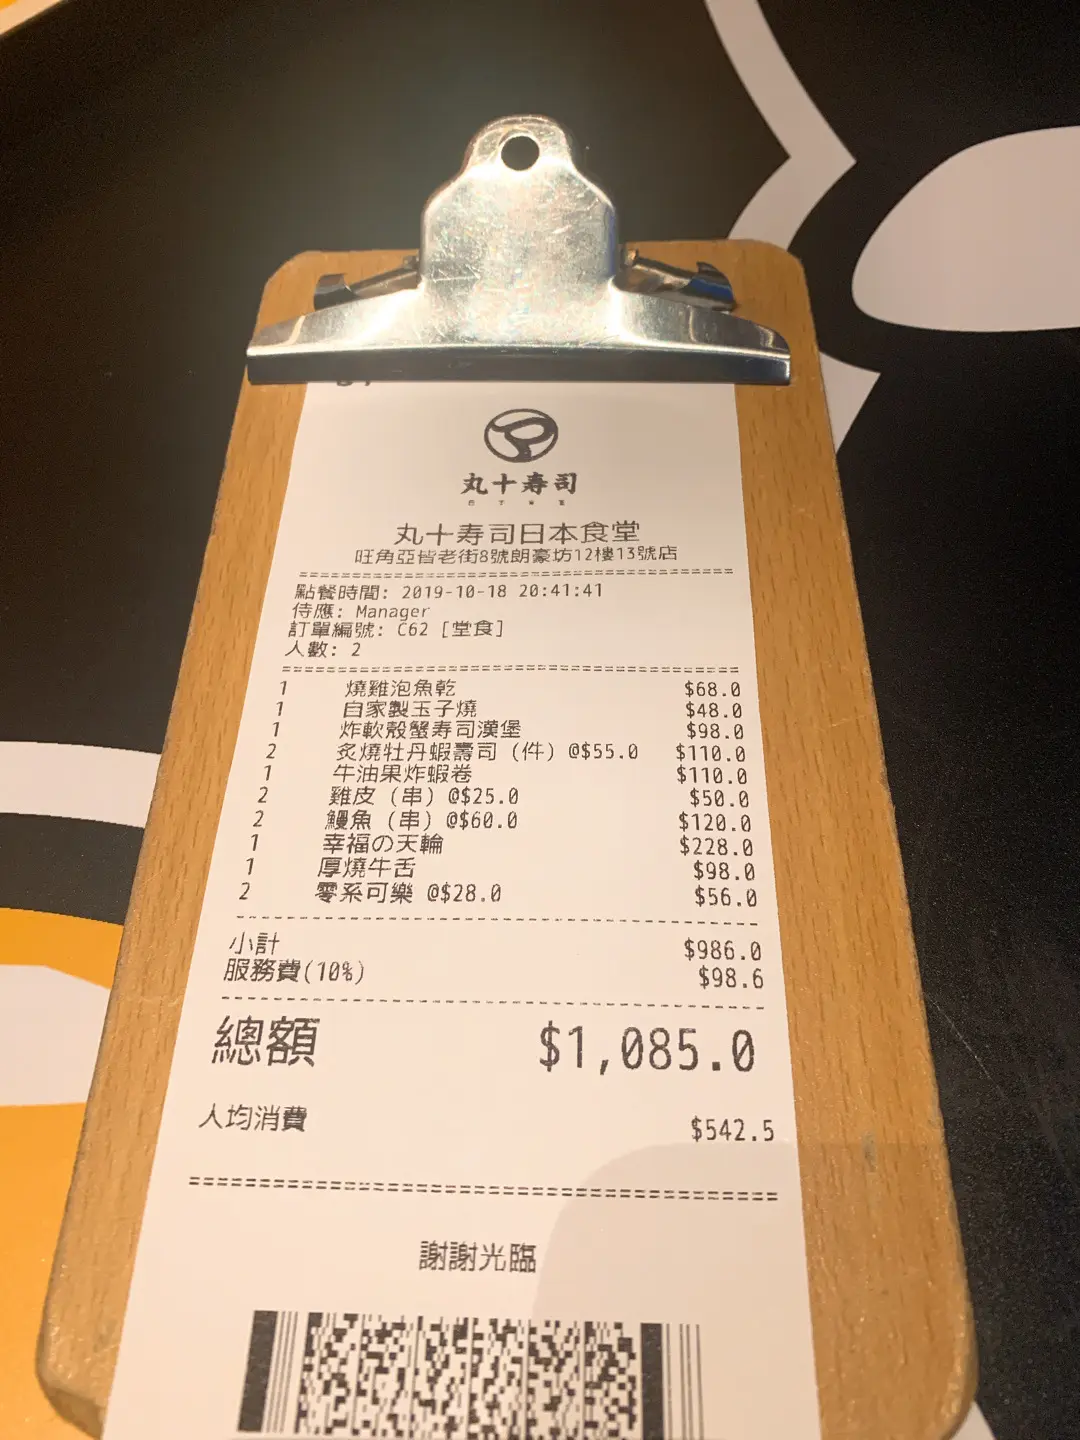 丸十寿司
丸十寿司日本食堂
旺角亞皆老街8號朗豪坊12樓13號店
點餐時間: 2019-10-18 20:41:41
侍應: Manager
訂單編號: C62 [堂食]
人數: 2
1 燒雞泡魚乾 $68.0
1 自家製玉子燒 $48.0
1 炸軟殼蟹寿司漢堡 $98.0
2 炙燒牡丹蝦壽司 (件) @$55.0 $110.0
1 牛油果炸蝦卷 $110.0
2 雞皮 (串) @$25.0 $50.0
2 鰻魚 (串) @$60.0 $120.0
1 幸福の天輪 $228.0
1 厚燒牛舌 $98.0
2 零系可樂 @$28.0 $56.0
小計 $986.0
服務費(10%) $98.6
總額 $1,085.0
人均消費 $542.5
謝謝光臨